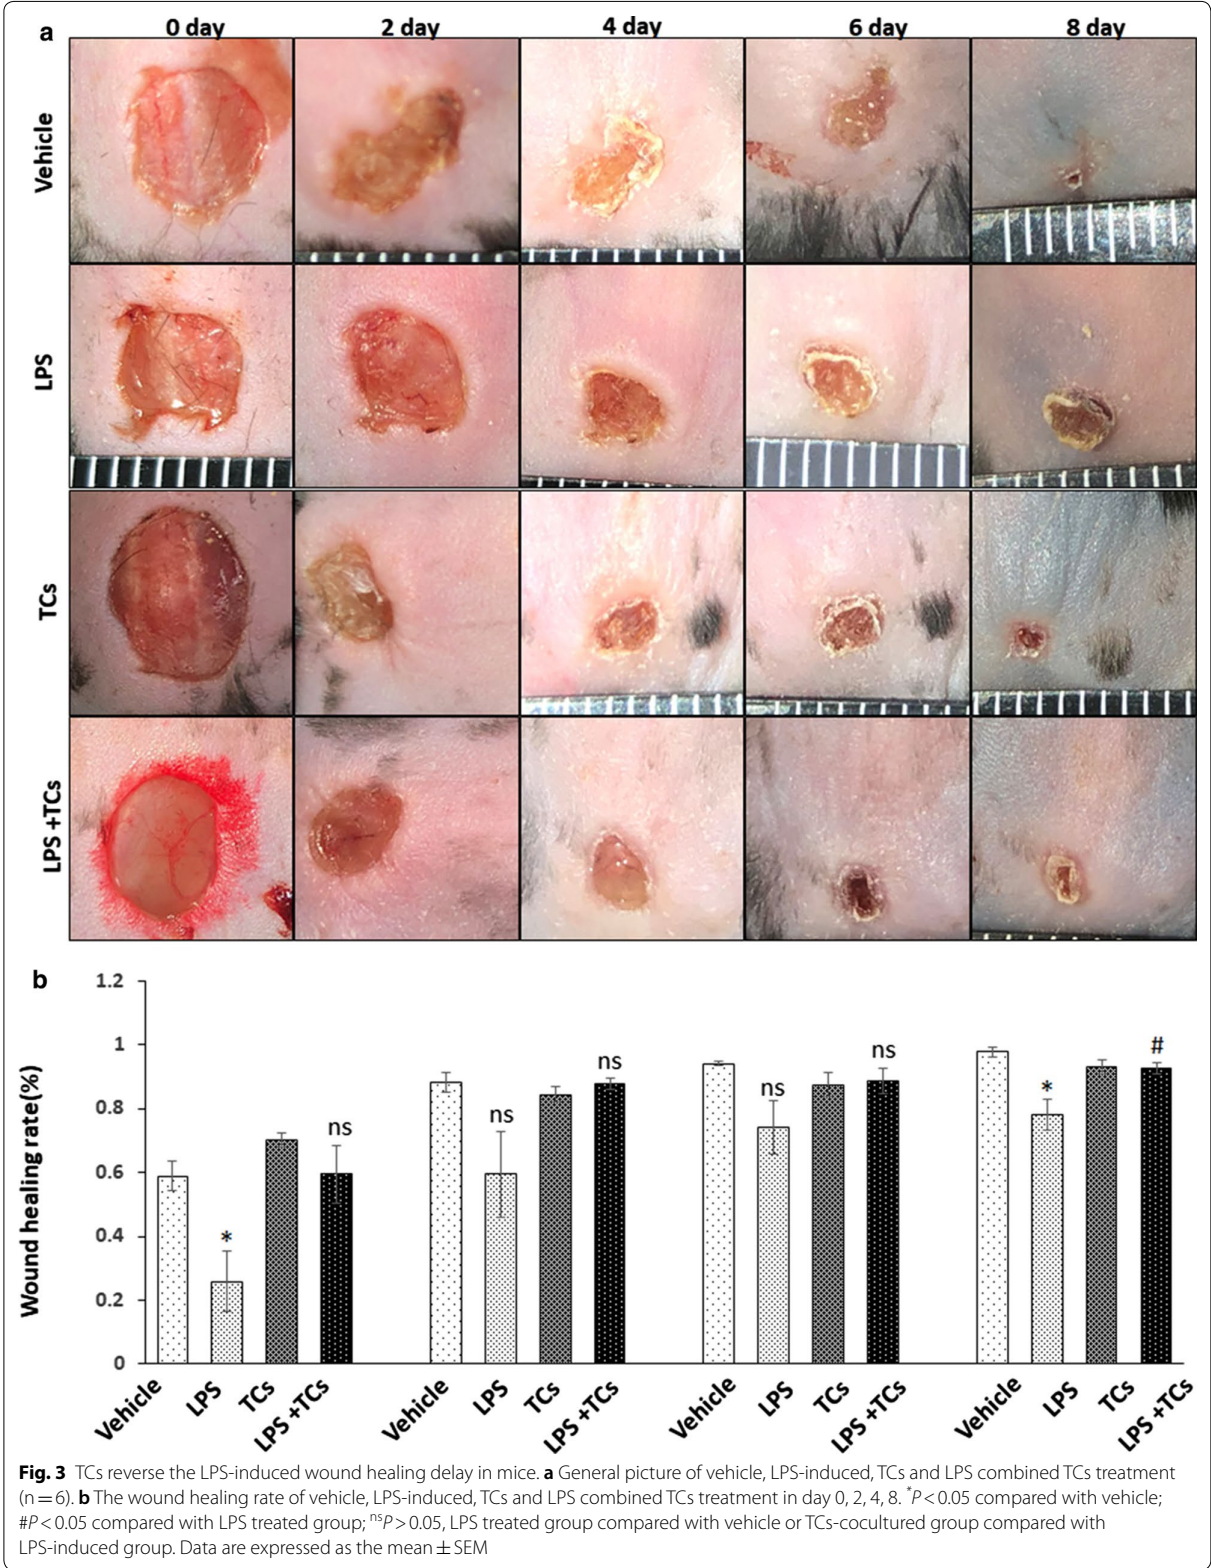 a
0 day 2 day 4 day 6 day 8 day
Vehicle
LPS
TCs
LPS +TCs
b
Wound healing rate(%)
1.2
1
0.8
0.6
0.4
0.2
0
* ns ns ns ns ns * #
Vehicle LPS TCs LPS +TCs Vehicle LPS TCs LPS +TCs Vehicle LPS TCs LPS +TCs Vehicle LPS TCs LPS +TCs
Fig. 3 TCs reverse the LPS-induced wound healing delay in mice. a General picture of vehicle, LPS-induced, TCs and LPS combined TCs treatment
(n = 6). b The wound healing rate of vehicle, LPS-induced, TCs and LPS combined TCs treatment in day 0, 2, 4, 8. *P < 0.05 compared with vehicle;
#P < 0.05 compared with LPS treated group; nsP > 0.05, LPS treated group compared with vehicle or TCs-cocultured group compared with
LPS-induced group. Data are expressed as the mean ± SEM